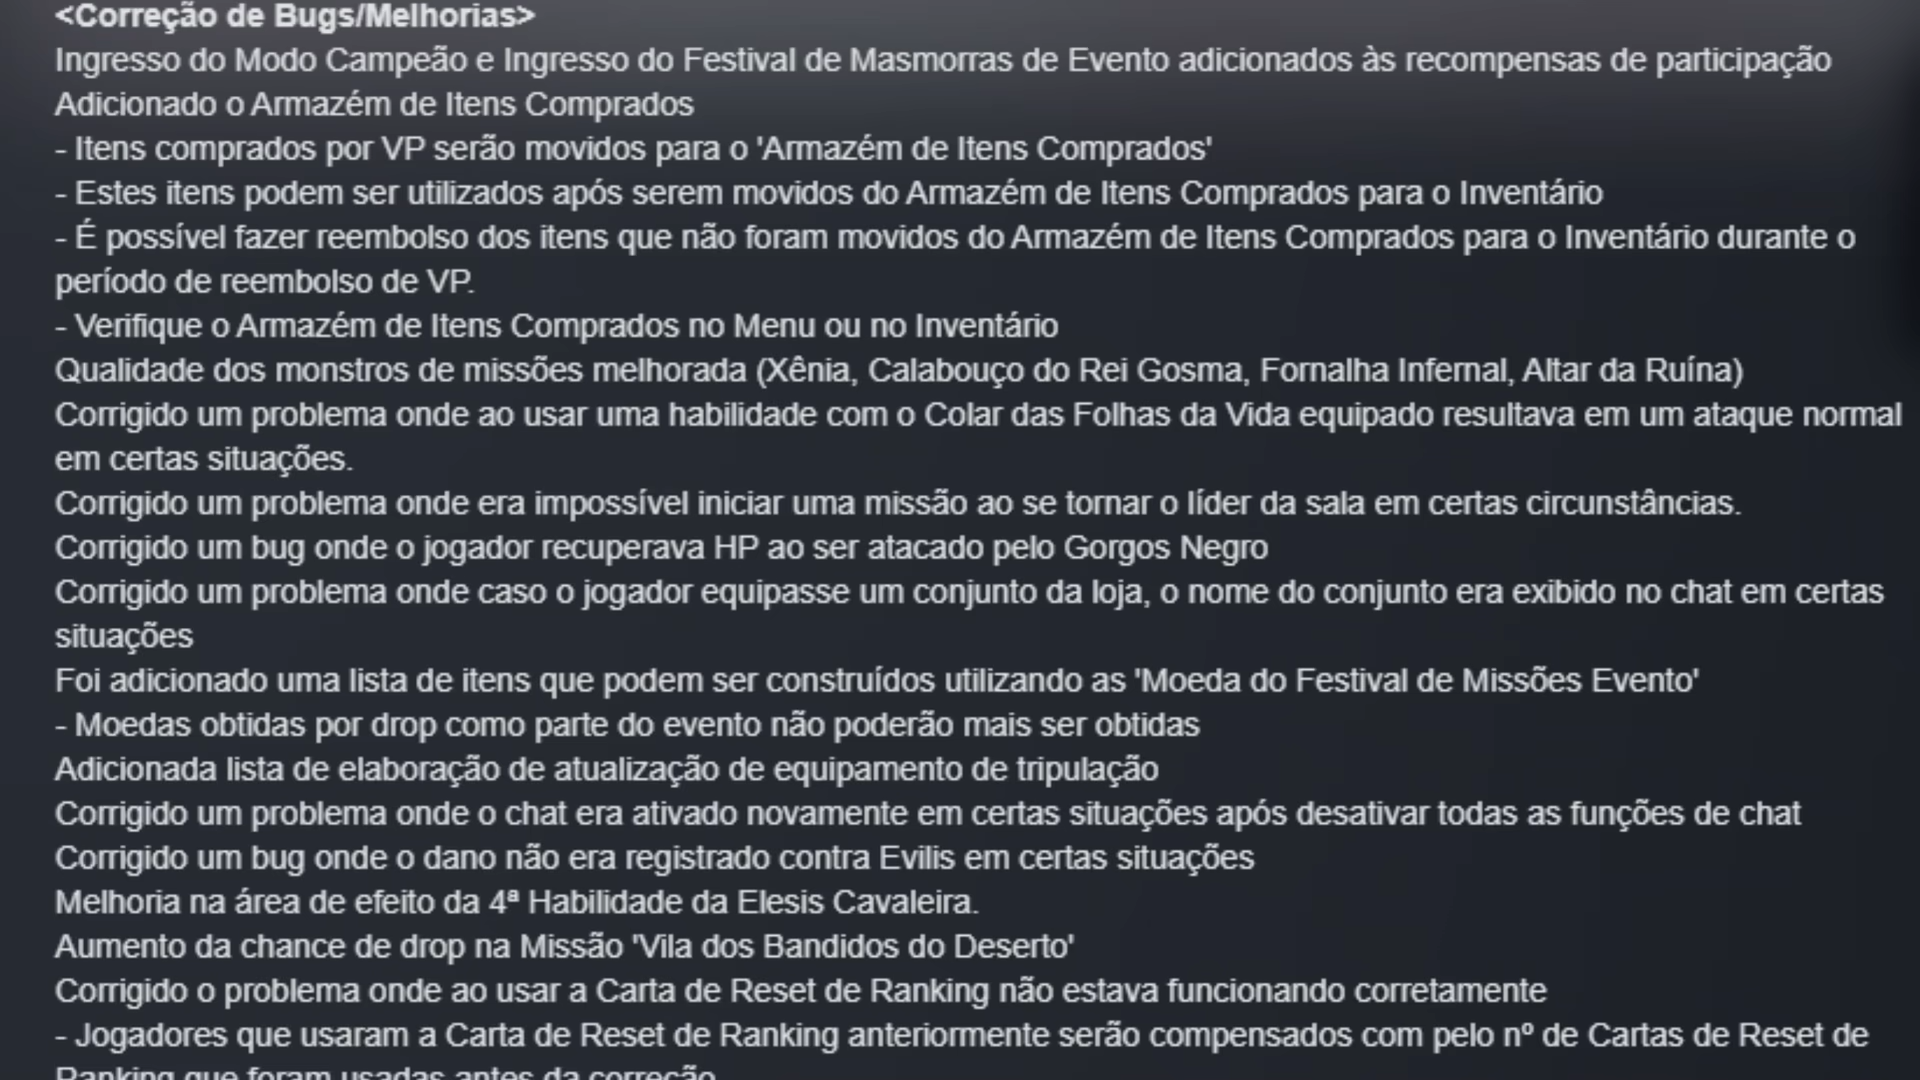 <Correção de Bugs/Melhorias>
Ingresso do Modo Campeão e Ingresso do Festival de Masmorras de Evento adicionados às recompensas de participação
Adicionado o Armazém de Itens Comprados
- Itens comprados por VP serão movidos para o 'Armazém de Itens Comprados'
- Estes itens podem ser utilizados após serem movidos do Armazém de Itens Comprados para o Inventário
- É possível fazer reembolso dos itens que não foram movidos do Armazém de Itens Comprados para o Inventário durante o
período de reembolso de VP.
- Verifique o Armazém de Itens Comprados no Menu ou no Inventário
Qualidade dos monstros de missões melhorada (Xênia, Calabouço do Rei Gosma, Fornalha Infernal, Altar da Ruína)
Corrigido um problema onde ao usar uma habilidade com o Colar das Folhas da Vida equipado resultava em um ataque normal
em certas situações.
Corrigido um problema onde era impossível iniciar uma missão ao se tornar o líder da sala em certas circunstâncias.
Corrigido um bug onde o jogador recuperava HP ao ser atacado pelo Gorgos Negro
Corrigido um problema onde caso o jogador equipasse um conjunto da loja, o nome do conjunto era exibido no chat em certas
situações
Foi adicionado uma lista de itens que podem ser construídos utilizando as 'Moeda do Festival de Missões Evento'
- Moedas obtidas por drop como parte do evento não poderão mais ser obtidas
Adicionada lista de elaboração de atualização de equipamento de tripulação
Corrigido um problema onde o chat era ativado novamente em certas situações após desativar todas as funções de chat
Corrigido um bug onde o dano não era registrado contra Evilis em certas situações
Melhoria na área de efeito da 4ª Habilidade da Elesis Cavaleira.
Aumento da chance de drop na Missão 'Vila dos Bandidos do Deserto'
Corrigido o problema onde ao usar a Carta de Reset de Ranking não estava funcionando corretamente
- Jogadores que usaram a Carta de Reset de Ranking anteriormente serão compensados com pelo nº de Cartas de Reset de
Ranking que foram usadas antes da correção